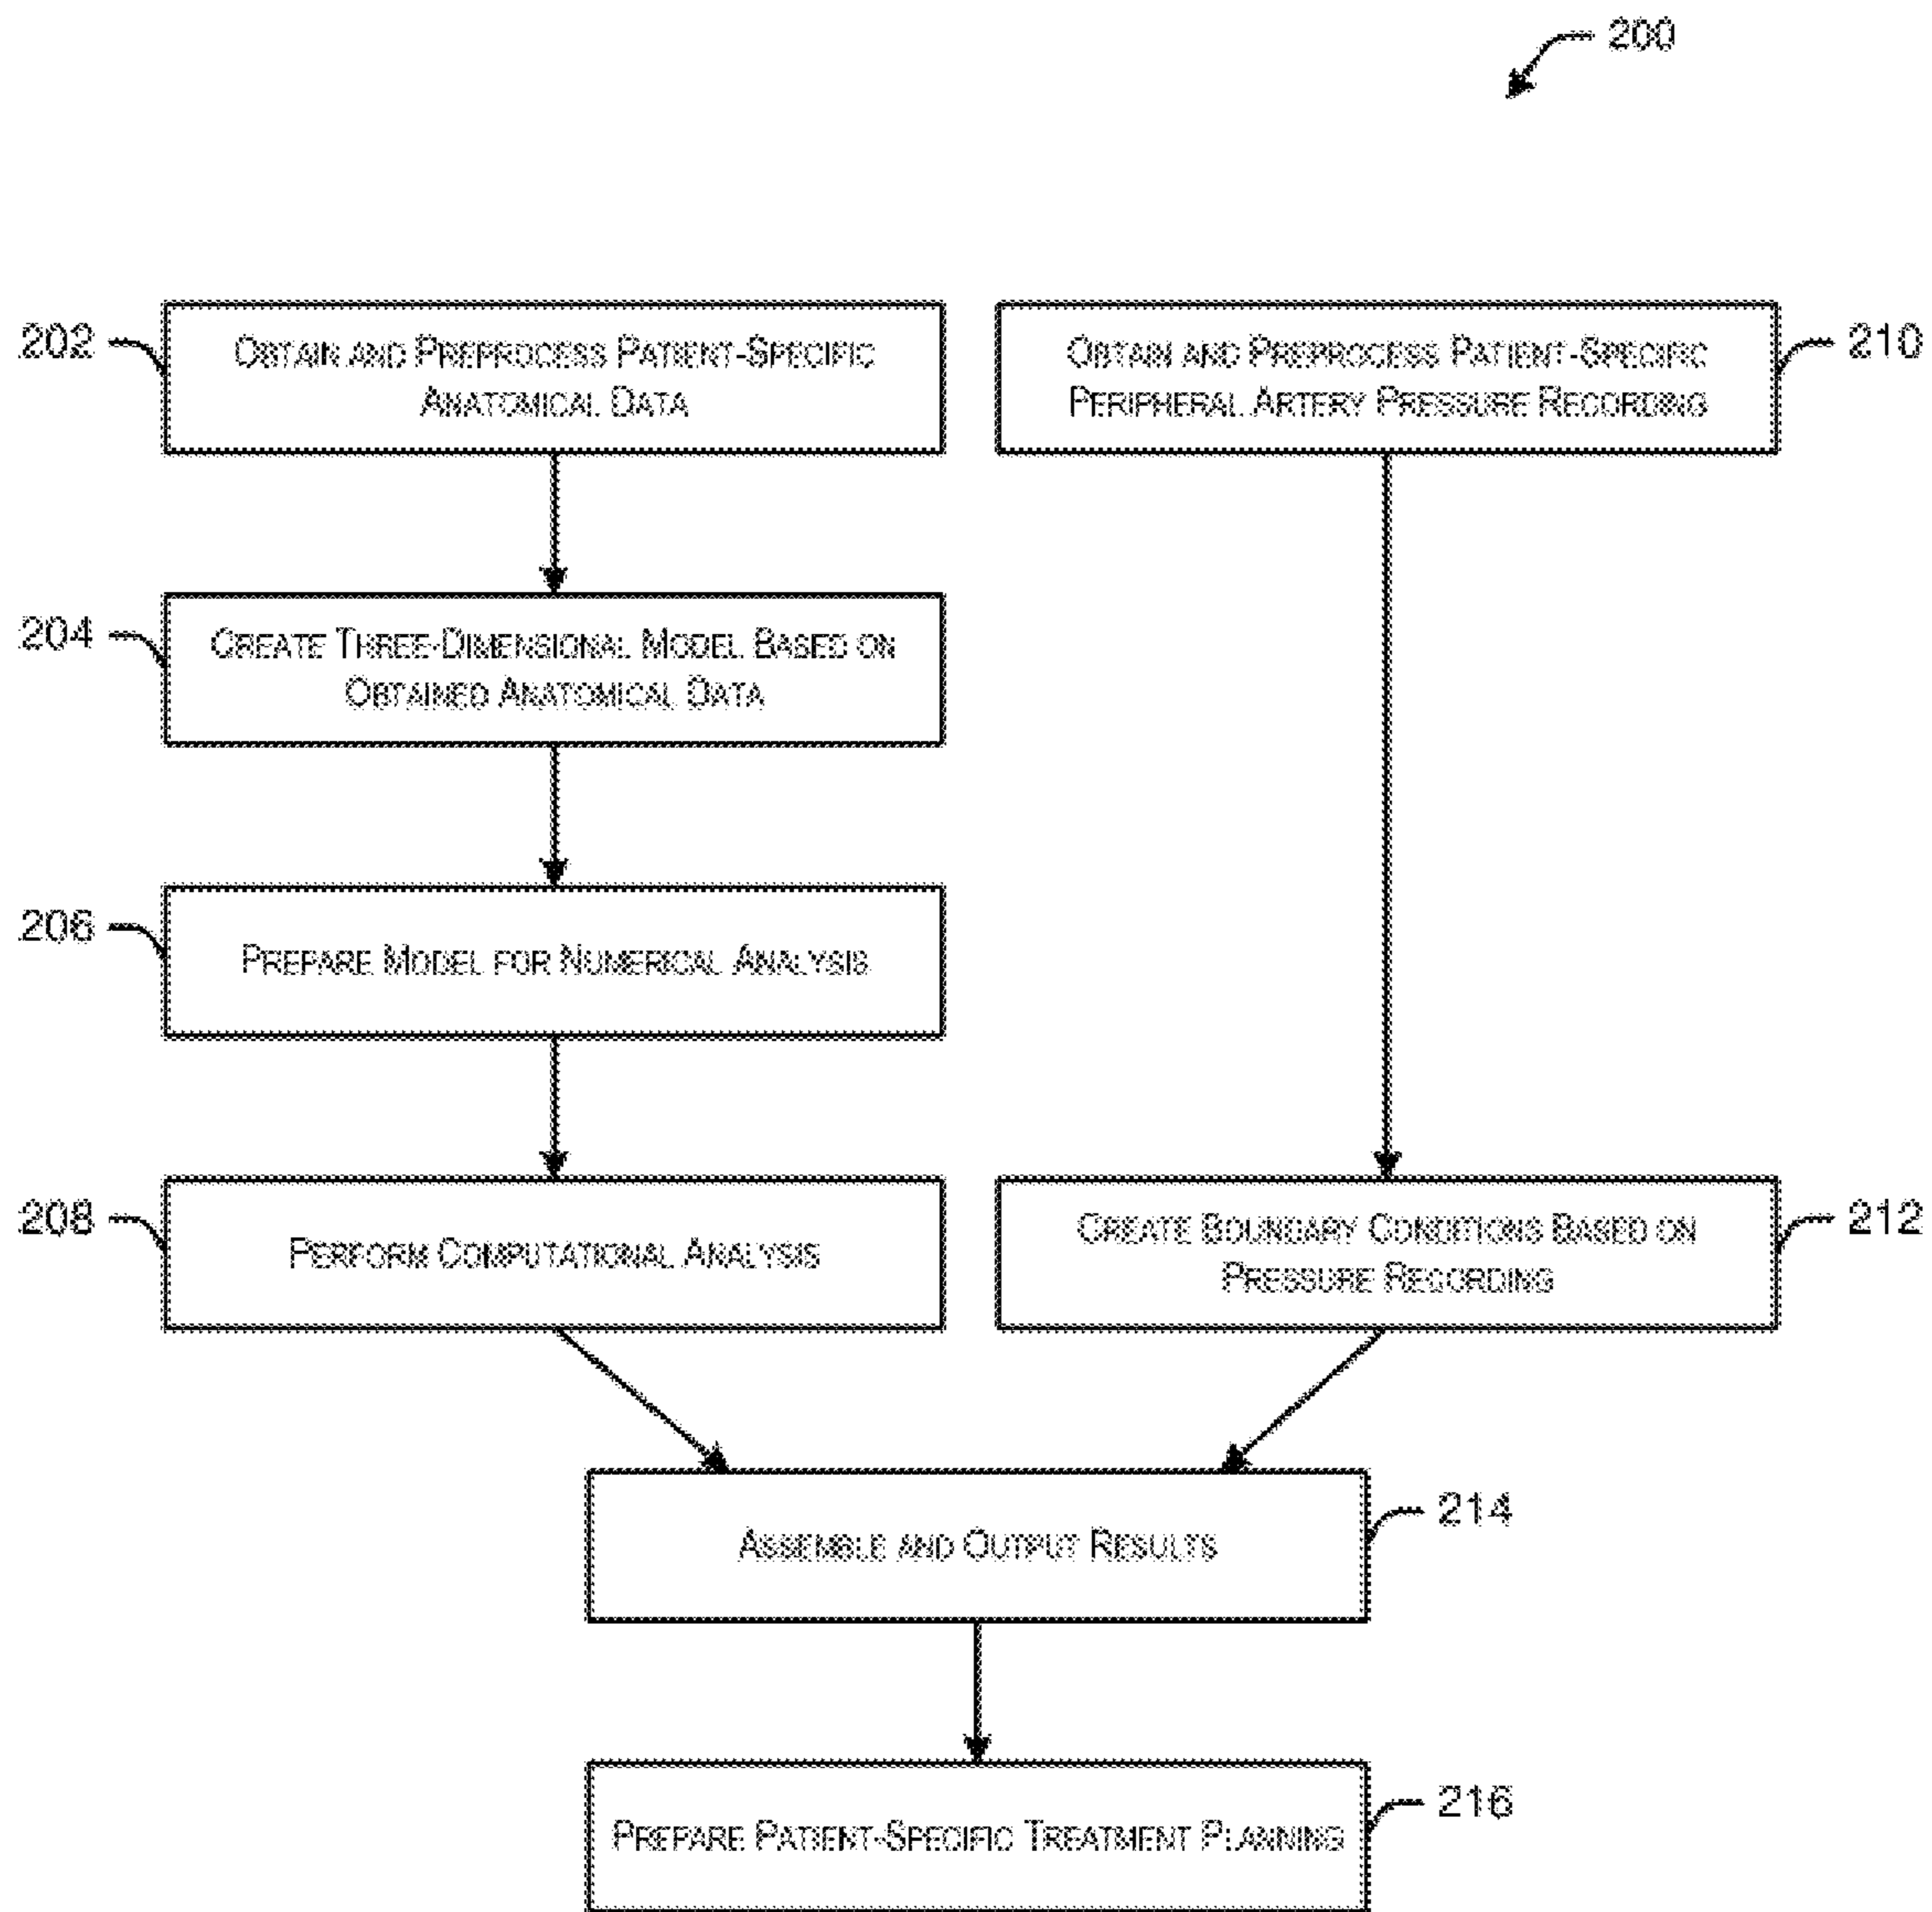 200
202
OBTAIN AND PREPROCESS PATIENT-SPECIFIC
ANATOMICAL DATA
OBTAIN AND PREPROCESS PATIENT-SPECIFIC
PERIPHERAL ARTERY PRESSURE RECORDING
210
204
CREATE THREE-DIMENSIONAL MODEL BASED ON
OBTAINED ANATOMICAL DATA
206
PREPARE MODEL FOR NUMERICAL ANALYSIS
208
PERFORM COMPUTATIONAL ANALYSIS
CREATE BOUNDARY CONDITIONS BASED ON
PRESSURE RECORDING
212
ASSEMBLE AND OUTPUT RESULTS
214
PREPARE PATIENT-SPECIFIC TREATMENT PLANNING
216